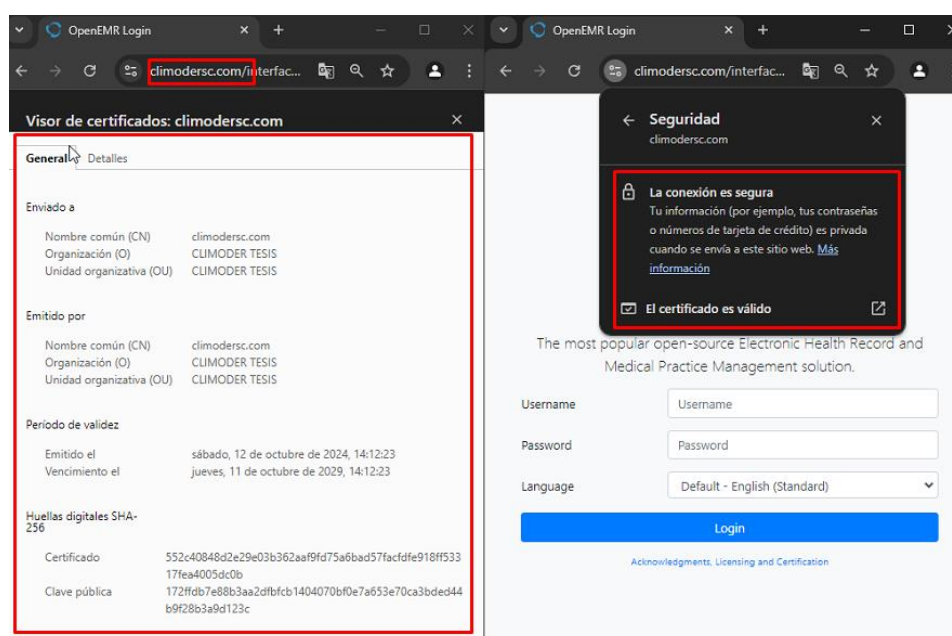 OpenEMR Login
climodersc.com/interfac...
Visor de certificados: climodersc.com
General
Detalles
Enviado a
Nombre común (CN) climodersc.com
Organización (O) CLIMODER TESIS
Unidad organizativa (OU) CLIMODER TESIS
Emitido por
Nombre común (CN) climodersc.com
Organización (O) CLIMODER TESIS
Unidad organizativa (OU) CLIMODER TESIS
Período de validez
Emitido el sábado, 12 de octubre de 2024, 14:12:23
Vencimiento el jueves, 11 de octubre de 2029, 14:12:23
Huellas digitales SHA-
256
Certificado 552c40848d2e29e03b362aaf9fd75a6bad57facfdfe918ff533
17fea4005dc0b
Clave pública 172ffdb7e88b3aa2dfbfcb1404070bf0e7a653e70ca3bded44
b9f28b3a9d123c
OpenEMR Login
climodersc.com/interfac...
Seguridad
climodersc.com
La conexión es segura
Tu información (por ejemplo, tus contraseñas
o números de tarjeta de crédito) es privada
cuando se envía a este sitio web. Más
información
El certificado es válido
The most popular open-source Electronic Health Record and
Medical Practice Management solution.
Username Username
Password Password
Language Default - English (Standard)
Login
Acknowledgments, Licensing and Certification